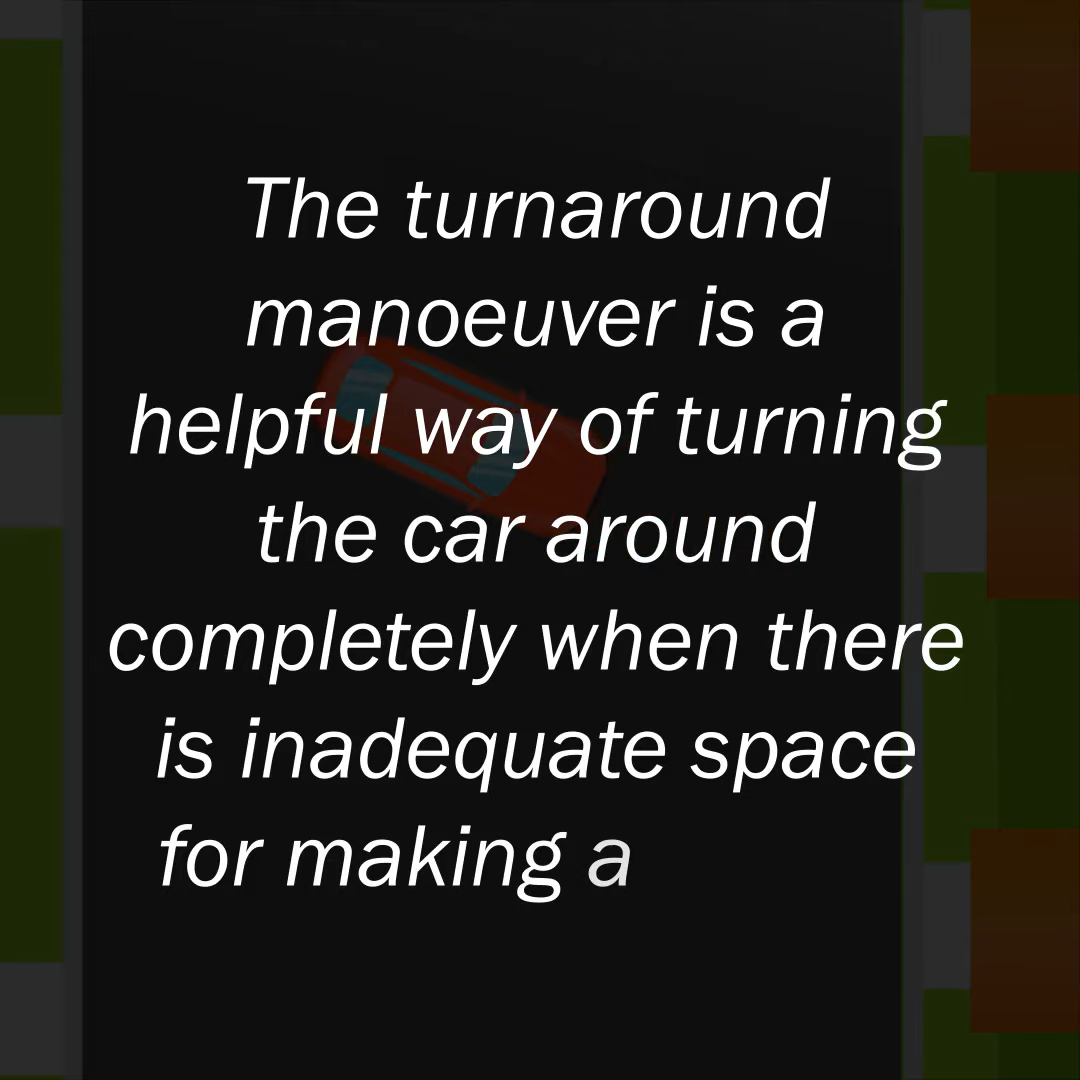 The turnaround
manoeuver is a
helpful way of turning
the car around
completely when there
is inadequate space
for making a